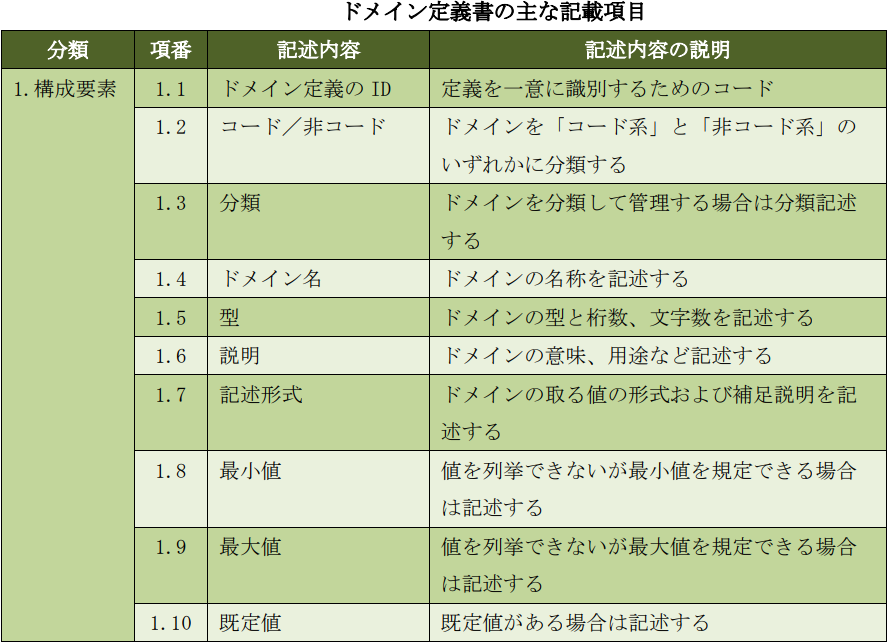 ドメイン定義書の主な記載項目
分類 項番 記述内容 記述内容の説明
1.構成要素 1.1 ドメイン定義の ID 定義を一意に識別するためのコード
1.2 コード／非コード ドメインを「コード系」と「非コード系」の
いずれかに分類する
1.3 分類 ドメインを分類して管理する場合は分類記述
する
1.4 ドメイン名 ドメインの名称を記述する
1.5 型 ドメインの型と桁数、文字数を記述する
1.6 説明 ドメインの意味、用途など記述する
1.7 記述形式 ドメインの取る値の形式および補足説明を記
述する
1.8 最小値 値を列挙できないが最小値を規定できる場合
は記述する
1.9 最大値 値を列挙できないが最大値を規定できる場合
は記述する
1.10 既定値 既定値がある場合は記述する